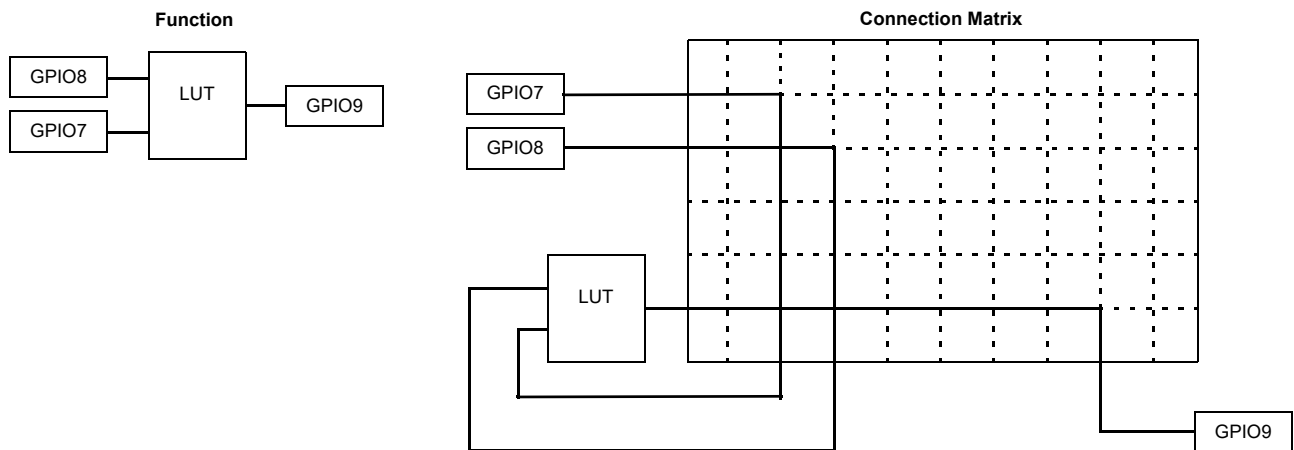 Function
GPIO8
GPIO7
LUT
GPIO9
Connection Matrix
GPIO7
GPIO8
LUT
GPIO9